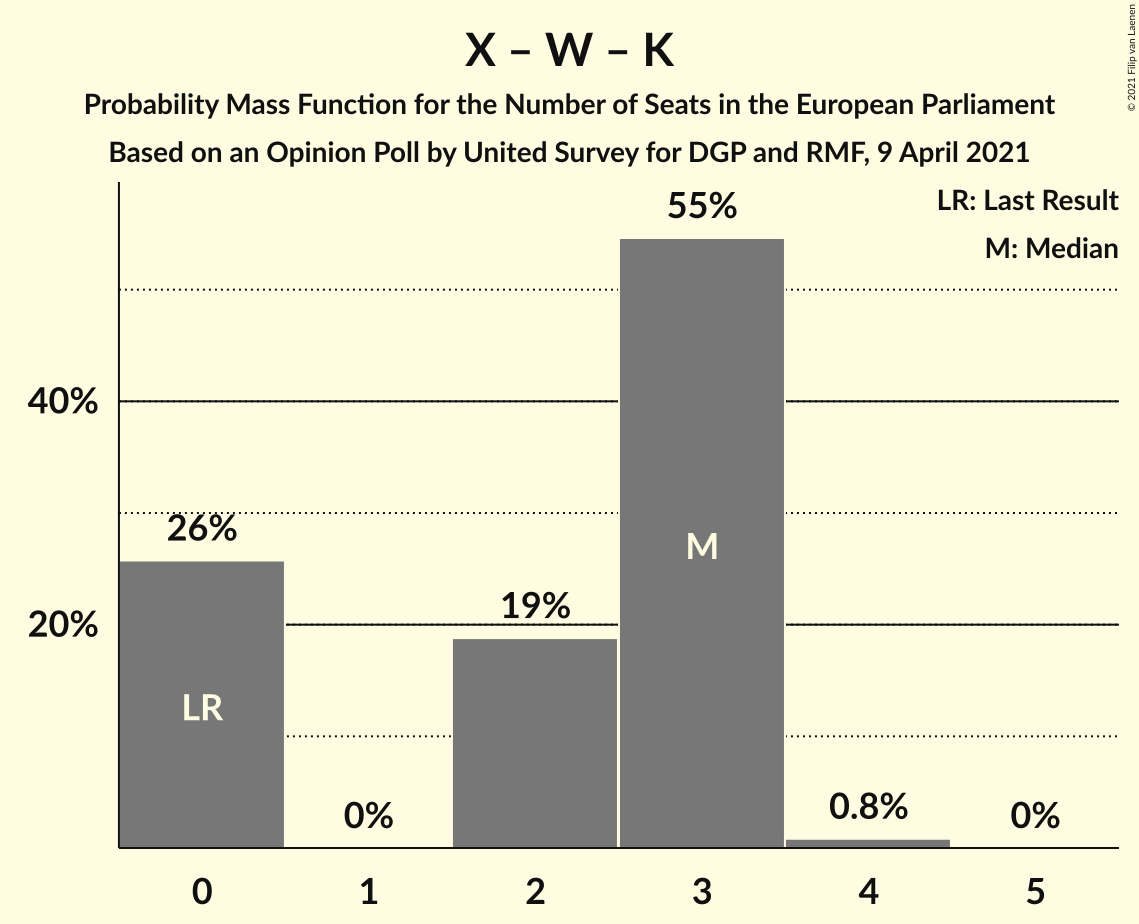 X – W – K
Probability Mass Function for the Number of Seats in the European Parliament
Based on an Opinion Poll by United Survey for DGP and RMF, 9 April 2021
© 2021 Filip van Laenen
LR: Last Result
M: Median
55%
40%
26%
M
20%
19%
LR
0%
0.8%
0%
0
1
2
3
4
5